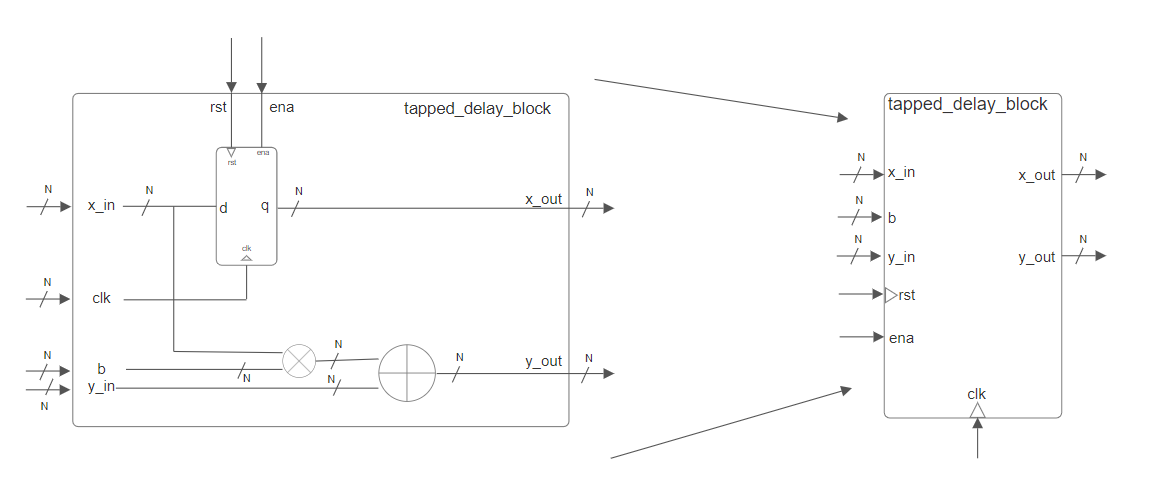 rst ena tapped_delay_block
rst ena
N N N N
x_in d q x_out
clk
N
clk
N N N N N
b y_out
y_in N N
N
tapped_delay_block
N N
x_in x_out
N
b
N N
y_in y_out
rst
ena
clk